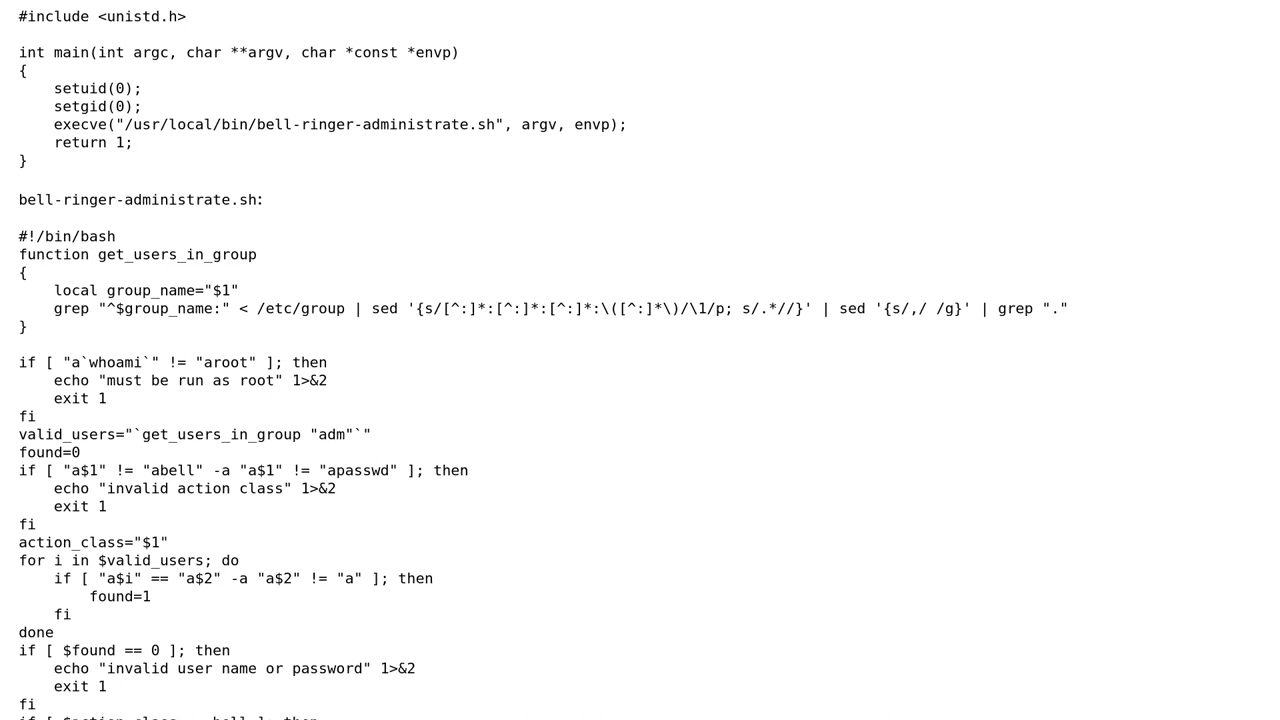 #include <unistd.h>
int main(int argc, char **argv, char *const *envp)
{
    setuid(0);
    setgid(0);
    execve("/usr/local/bin/bell-ringer-administrate.sh", argv, envp);
    return 1;
}
bell-ringer-administrate.sh:
#!/bin/bash
function get_users_in_group
{
    local group_name="$1"
    grep "^$group_name:" < /etc/group | sed '{s/[^:]*:[^:]*:[^:]*:\([^:]*\)/\1/p; s/.*//}' | sed '{s/,/ /g}' | grep "."
}
if [ "a`whoami`" != "aroot" ]; then
    echo "must be run as root" 1>&2
    exit 1
fi
valid_users="`get_users_in_group "adm"`"
found=0
if [ "a$1" != "abell" -a "a$1" != "apasswd" ]; then
    echo "invalid action class" 1>&2
    exit 1
fi
action_class="$1"
for i in $valid_users; do
    if [ "a$i" == "a$2" -a "a$2" != "a" ]; then
        found=1
    fi
done
if [ $found == 0 ]; then
    echo "invalid user name or password" 1>&2
    exit 1
fi